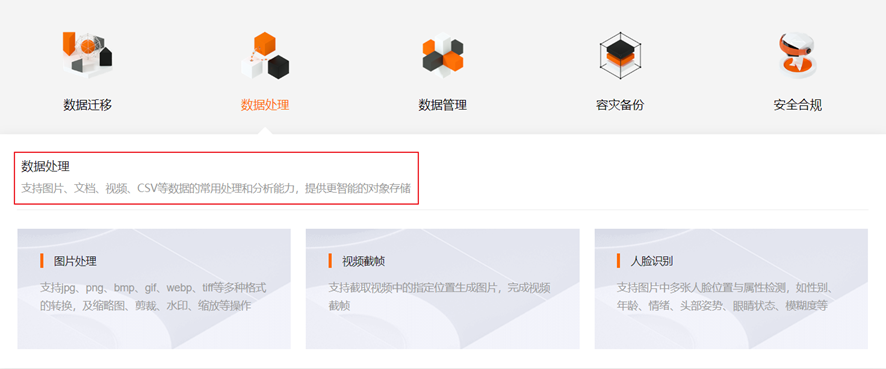 数据迁移
数据处理
数据管理
容灾备份
安全合规
数据处理
支持图片、文档、视频、CSV等数据的常用处理和分析能力，提供更智能的对象存储
图片处理
支持jpg、png、bmp、gif、webp、tiff等多种格式
的转换，及缩略图、剪裁、水印、缩放等操作
视频截帧
支持截取视频中的指定位置生成图片，完成视频
截帧
人脸识别
支持图片中多张人脸位置与属性检测，如性别、
年龄、情绪、头部姿势、眼睛状态、模糊度等